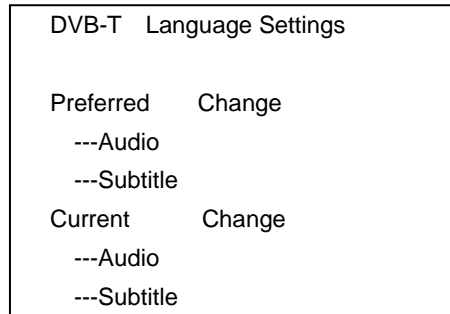 DVB-T Language Settings
Preferred Change
---Audio
---Subtitle
Current Change
---Audio
---Subtitle